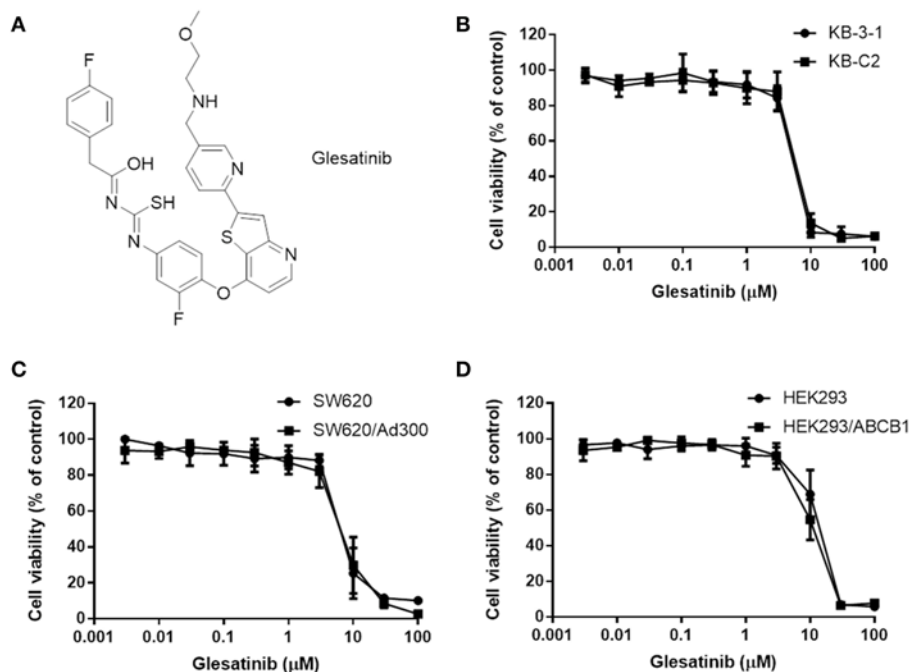 A
O
F
NH
OH
N
N
SH
S
N
N
O
F
Glesatinib
B
KB-3-1
KB-C2
Cell viability (% of control)
120
100
80
60
40
20
0
0.001 0.01 0.1 1 10 100
Glesatinib (μM)
C
SW620
SW620/Ad300
Cell viability (% of control)
120
100
80
60
40
20
0
0.001 0.01 0.1 1 10 100
Glesatinib (μM)
D
HEK293
HEK293/ABCB1
Cell viability (% of control)
120
100
80
60
40
20
0
0.001 0.01 0.1 1 10 100
Glesatinib (μM)